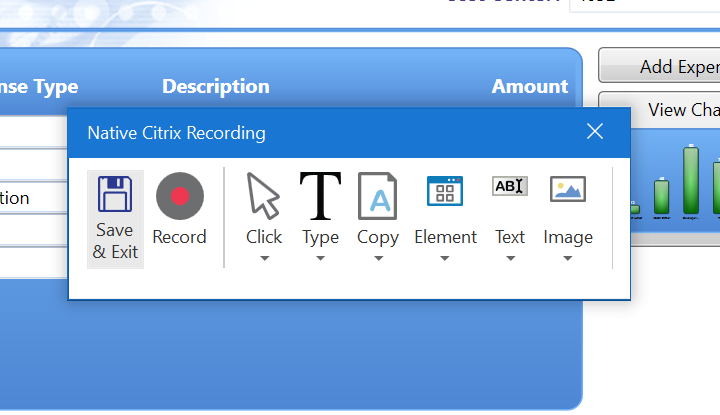 nse Type Description Amount
Add Exper
View Cha
Native Citrix Recording
tion
Save
& Exit
Record
Click
Type
Copy
Element
ABI
Text
Image